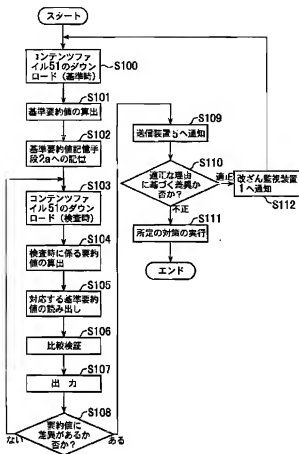 スタート
コンテンツファ
イル51のダウン
ロード(基準時)
S100
S101
基準要約値の算出
S102
基準要約値記憶手
段2aへの記憶
S103
コンテンツファ
イル51のダウン
ロード(検査時)
S104
検査時に係る要約
値の算出
S105
対応する基準要約
値の読み出し
S106
比較検証
S107
出力
S108
要約値に
差異があるか
否か?
ない
ある
S109
送信装置5へ通知
S110
適正な理由
に基づく差異か
否か?
適正
不正
S111
所定の対策の実行
エンド
改ざん監視装置
1へ通知
S112